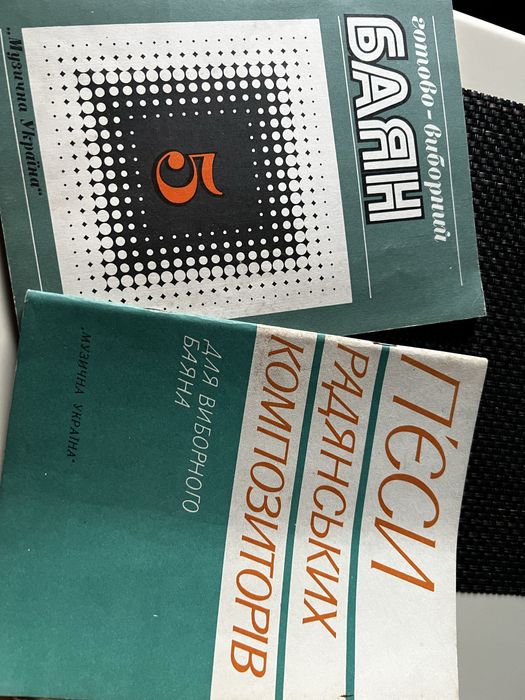 готово-виборний
БАЯН
5
„Музична Україна"
П'ЄСИ
РАДЯНСЬКИХ
КОМПОЗИТОРІВ
ДЛЯ ВИБОРНОГО
БАЯНА
„МУЗИЧНА УКРАЇНА"